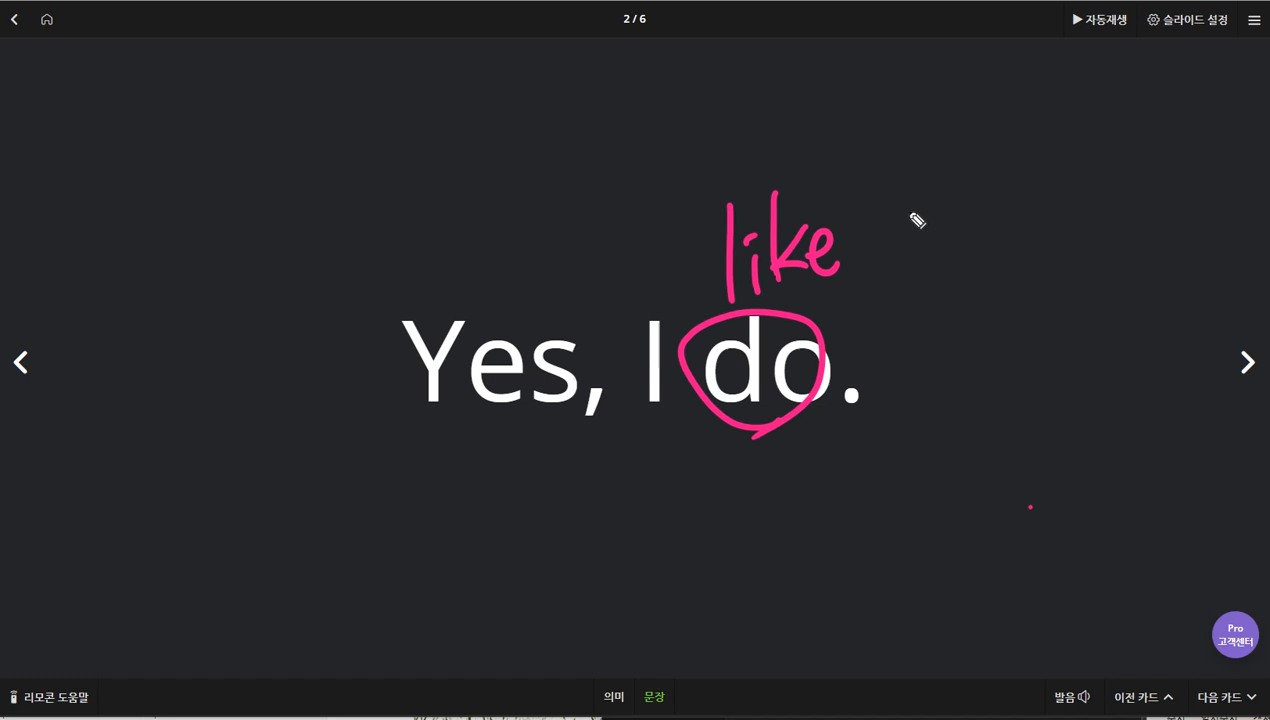 2 / 6
자동재생
슬라이드 설정
like
Yes, I do.
Pro
고객센터
리모콘 도움말
의미
문장
발음
이전 카드
다음 카드